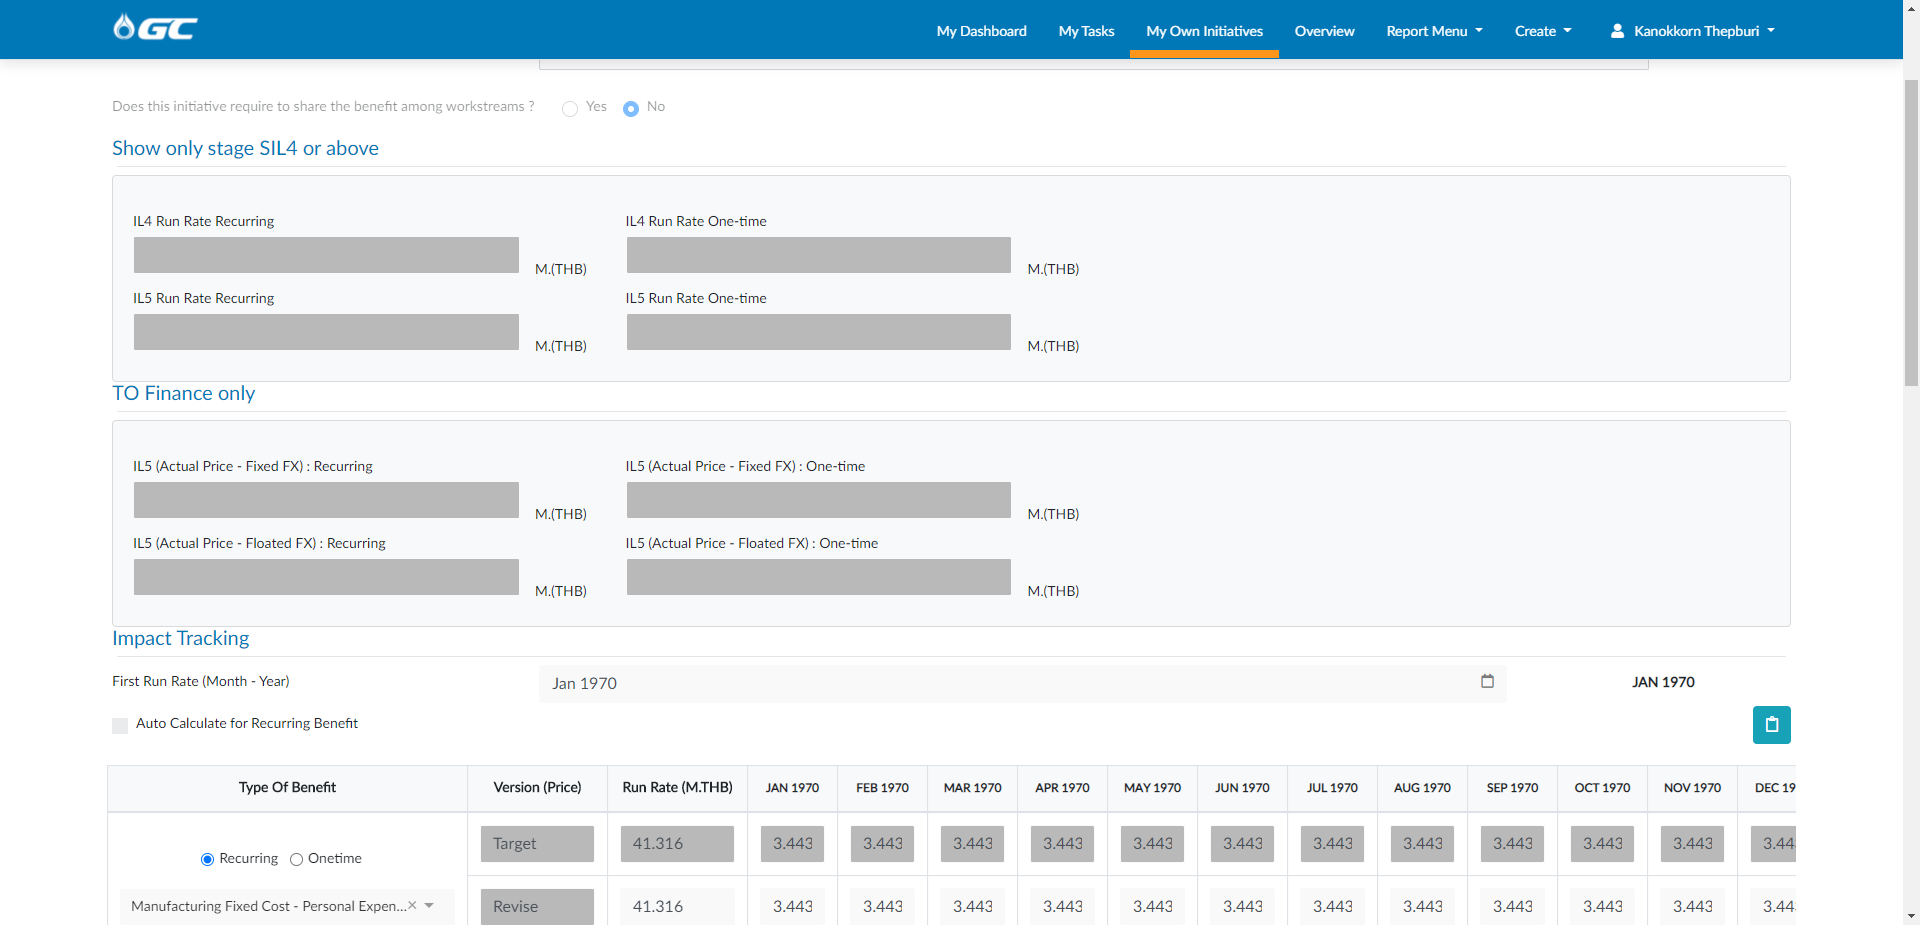 GC
My Dashboard My Tasks My Own Initiatives Overview Report Menu Create Kanokkorn Thepburi
Does this initiative require to share the benefit among workstreams ? Yes No
Show only stage SIL4 or above
IL4 Run Rate Recurring IL4 Run Rate One-time
M.(THB) M.(THB)
IL5 Run Rate Recurring IL5 Run Rate One-time
M.(THB) M.(THB)
TO Finance only
IL5 (Actual Price - Fixed FX) : Recurring IL5 (Actual Price - Fixed FX) : One-time
M.(THB) M.(THB)
IL5 (Actual Price - Floated FX) : Recurring IL5 (Actual Price - Floated FX) : One-time
M.(THB) M.(THB)
Impact Tracking
First Run Rate (Month - Year) Jan 1970 JAN 1970
Auto Calculate for Recurring Benefit
Type Of Benefit Version (Price) Run Rate (M.THB) JAN 1970 FEB 1970 MAR 1970 APR 1970 MAY 1970 JUN 1970 JUL 1970 AUG 1970 SEP 1970 OCT 1970 NOV 1970 DEC 19
Target 41.316 3.443 3.443 3.443 3.443 3.443 3.443 3.443 3.443 3.443 3.443 3.443 3.44
Recurring Onetime
Manufacturing Fixed Cost - Personal Expen... Revise 41.316 3.443 3.443 3.443 3.443 3.443 3.443 3.443 3.443 3.443 3.443 3.443 3.44